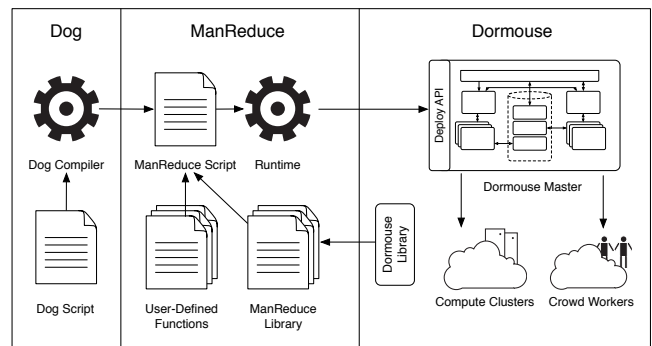 Dog
ManReduce
Dormouse
Deploy API
Dog Compiler
ManReduce Script
Runtime
Dormouse Master
Dormouse
Library
Dog Script
User-Defined
Functions
ManReduce
Library
Compute Clusters
Crowd Workers